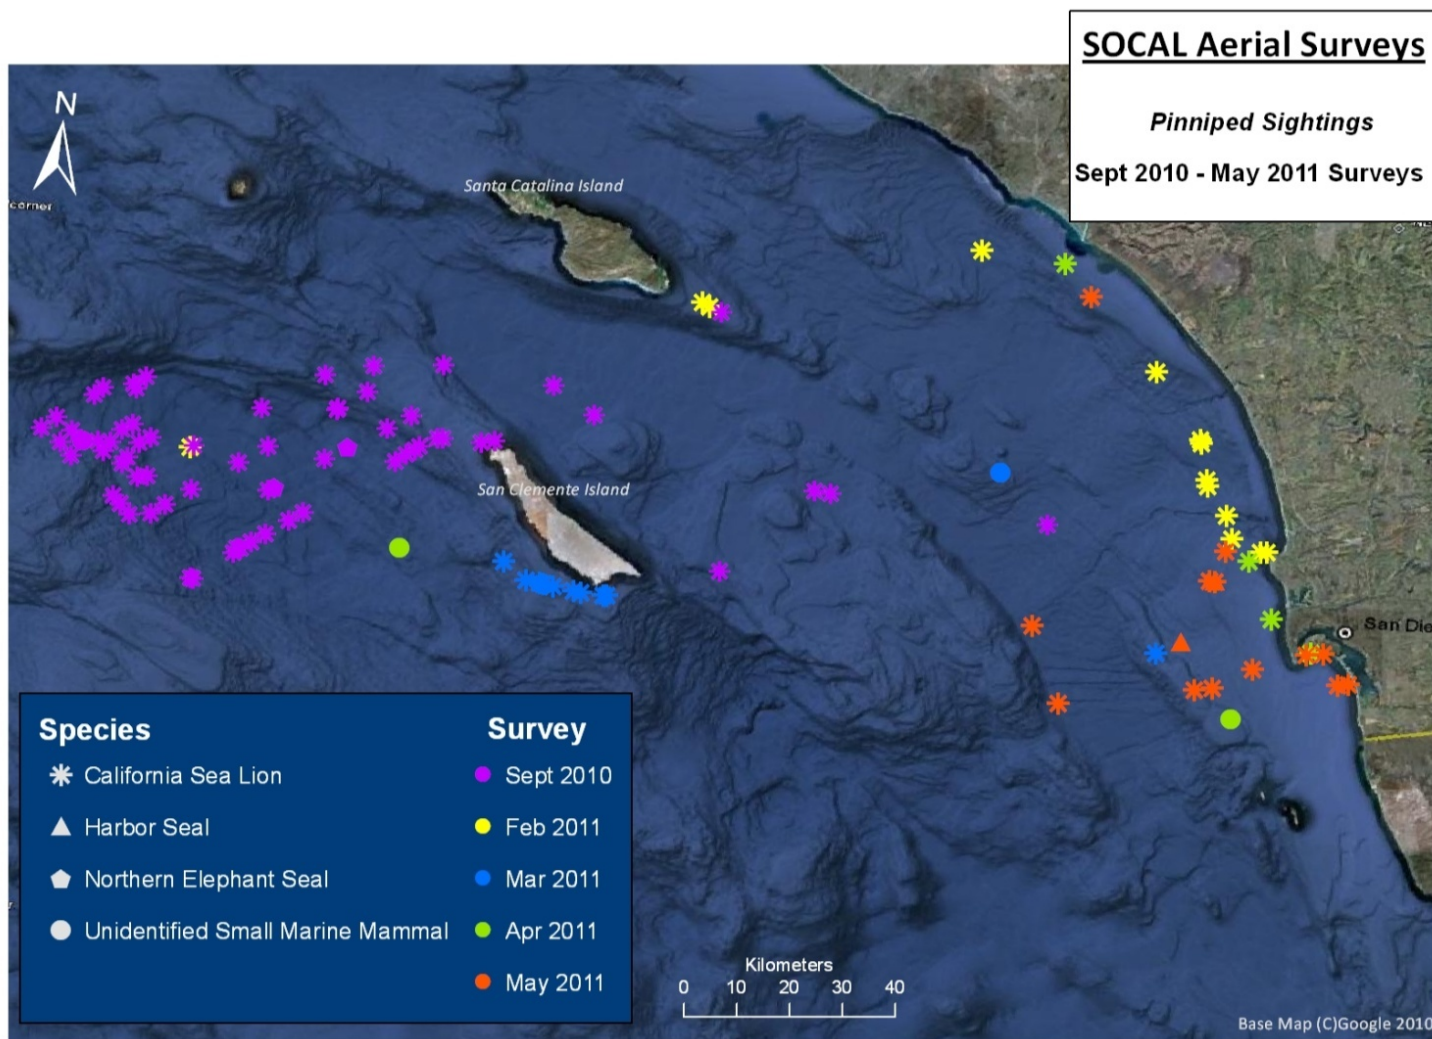 SOCAL Aerial Surveys
Pinniped Sightings
Sept 2010 - May 2011 Surveys
N
corner
Santa Catalina Island
San Clemente Island
San Die
Species
Survey
California Sea Lion
Sept 2010
Harbor Seal
Feb 2011
Northern Elephant Seal
Mar 2011
Unidentified Small Marine Mammal
Apr 2011
May 2011
Kilometers
0 10 20 30 40
Base Map (C)Google 2010